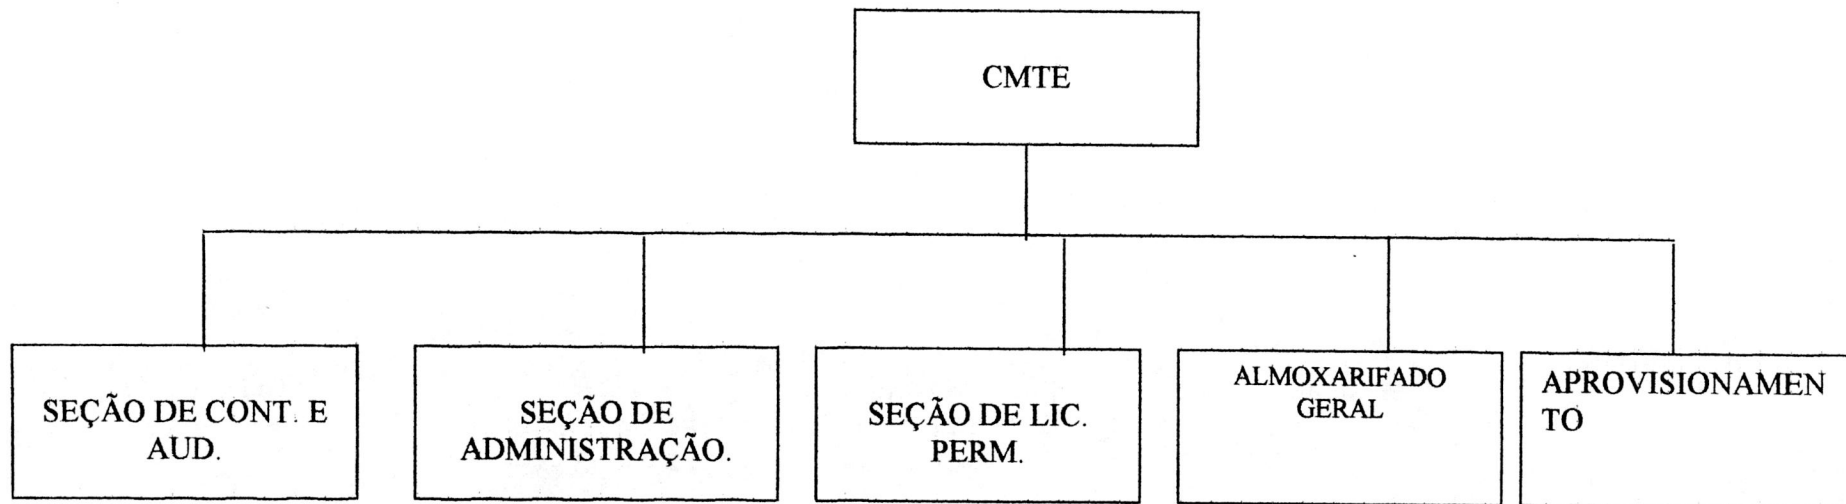 CMTE
SEÇÃO DE CONT. E
AUD.
SEÇÃO DE
ADMINISTRAÇÃO.
SEÇÃO DE LIC.
PERM.
ALMOXARIFADO
GERAL
APROVISIONAMEN
TO